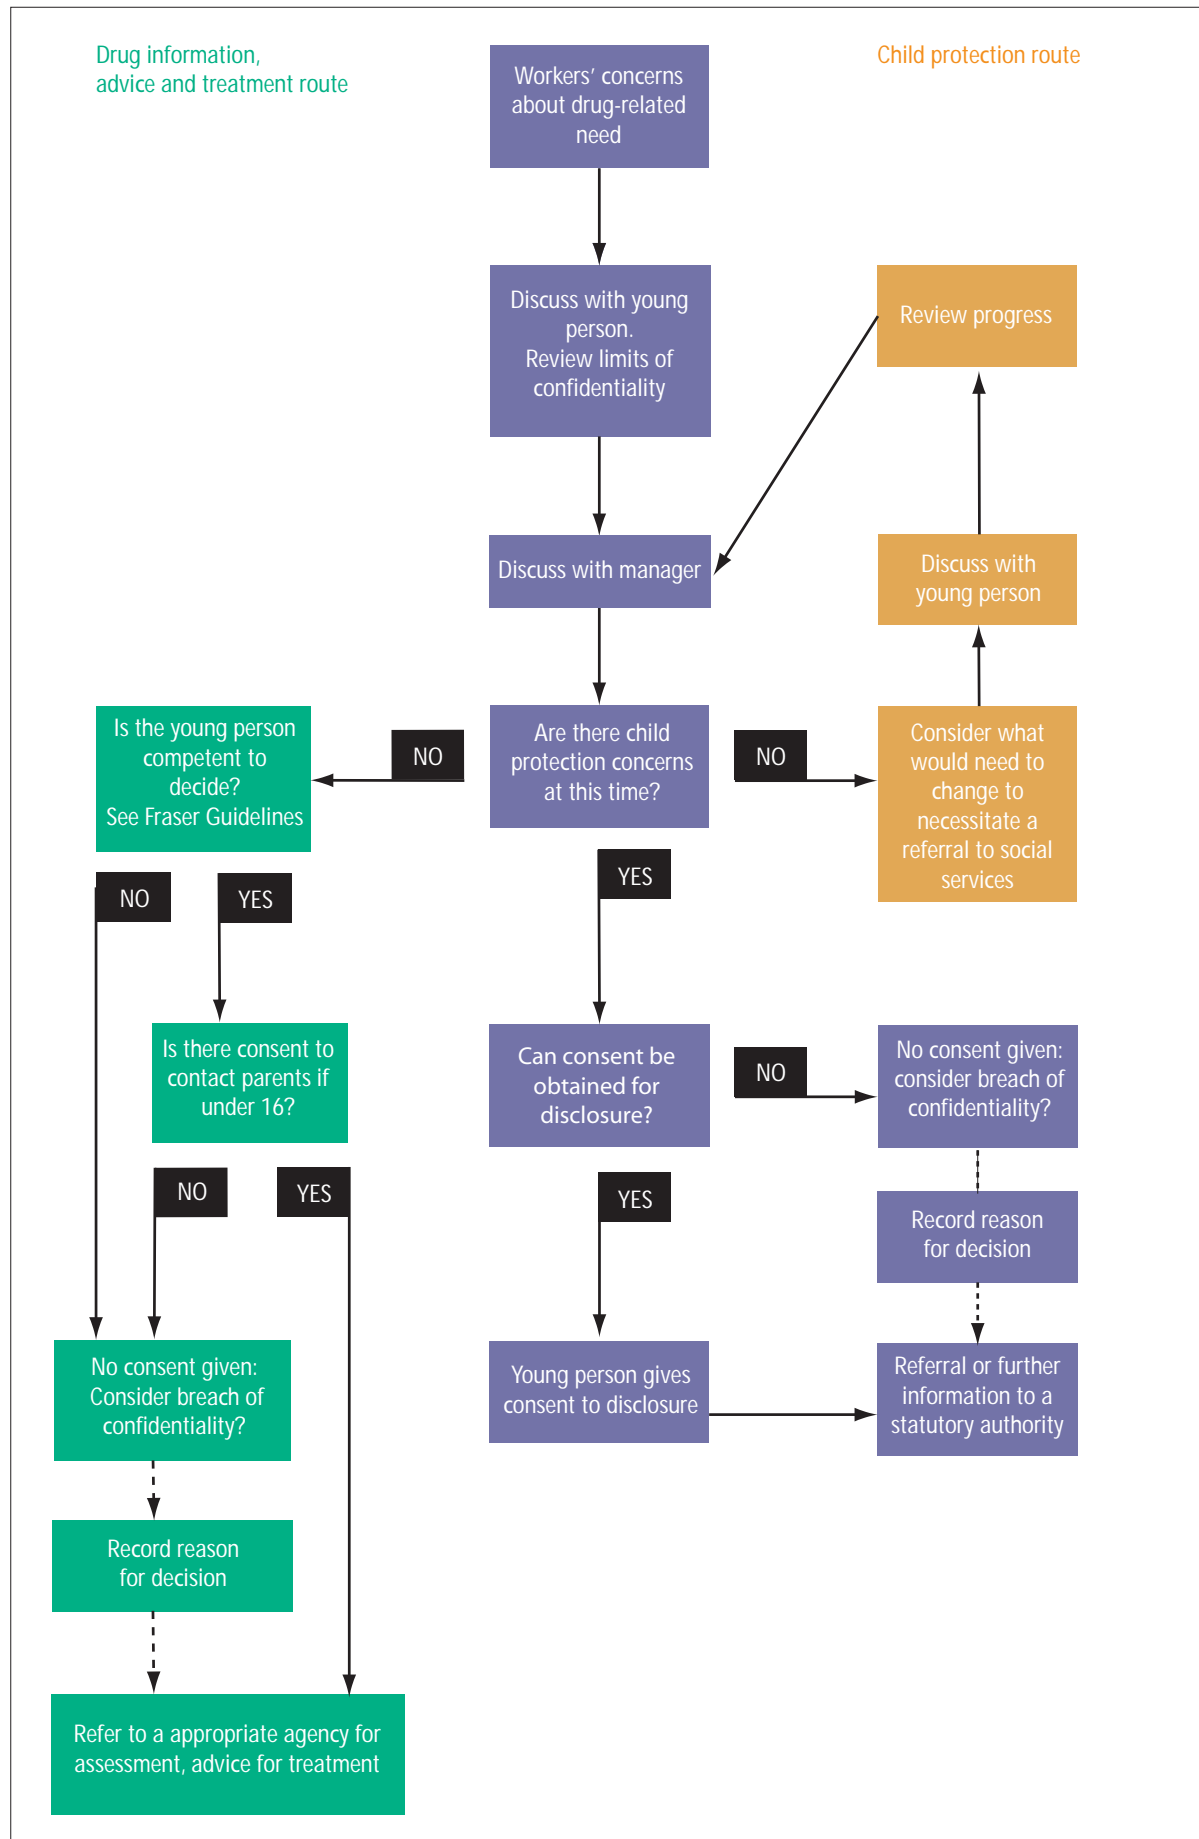 Drug information,
advice and treatment route
Child protection route
Workers' concerns
about drug-related
need
Discuss with young
person.
Review limits of
confidentiality
Review progress
Discuss with manager
Discuss with
young person
Is the young person
competent to
decide?
See Fraser Guidelines
NO
Are there child
protection concerns
at this time?
NO
Consider what
would need to
change to
necessitate a
referral to social
services
NO
YES
YES
Is there consent to
contact parents if
under 16?
Can consent be
obtained for
disclosure?
NO
No consent given:
consider breach of
confidentiality?
NO
YES
YES
Record reason
for decision
No consent given:
Consider breach of
confidentiality?
Young person gives
consent to disclosure
Referral or further
information to a
statutory authority
Record reason
for decision
Refer to a appropriate agency for
assessment, advice for treatment